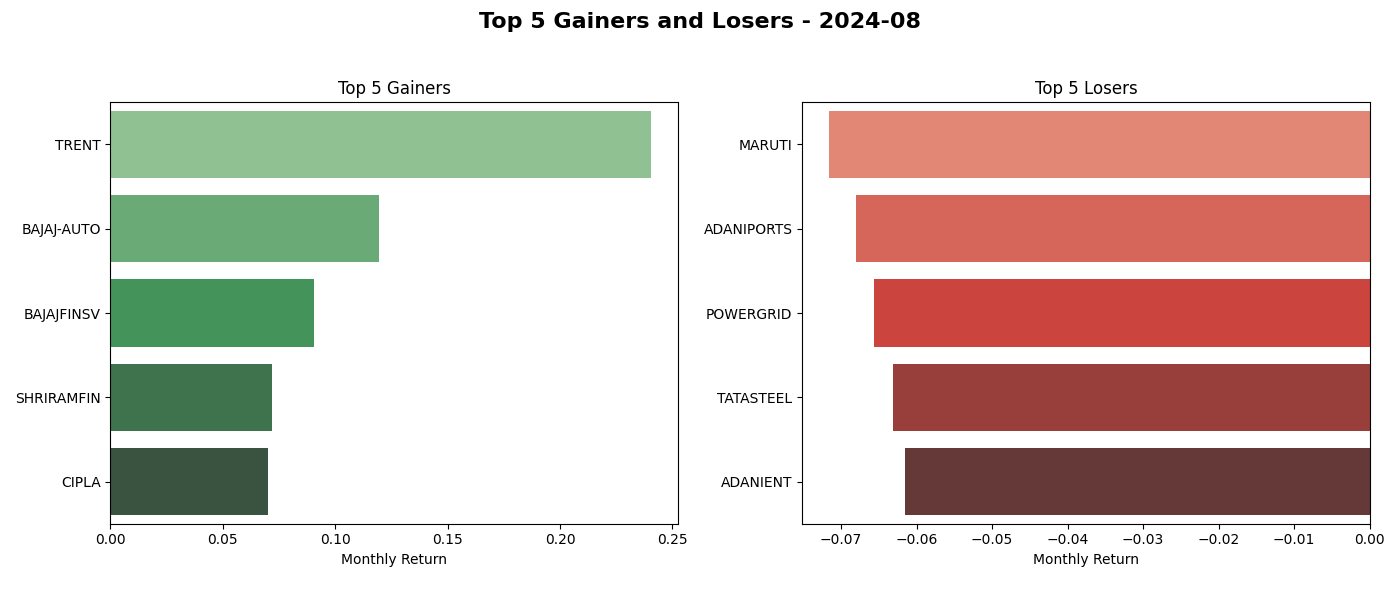 Top 5 Gainers and Losers - 2024-08
Top 5 Gainers
TRENT
BAJAJ-AUTO
BAJAJFINSV
SHRIRAMFIN
CIPLA
0.00 0.05 0.10 0.15 0.20 0.25
Monthly Return
Top 5 Losers
MARUTI
ADANIPORTS
POWERGRID
TATASTEEL
ADANIENT
−0.07 −0.06 −0.05 −0.04 −0.03 −0.02 −0.01 0.00
Monthly Return